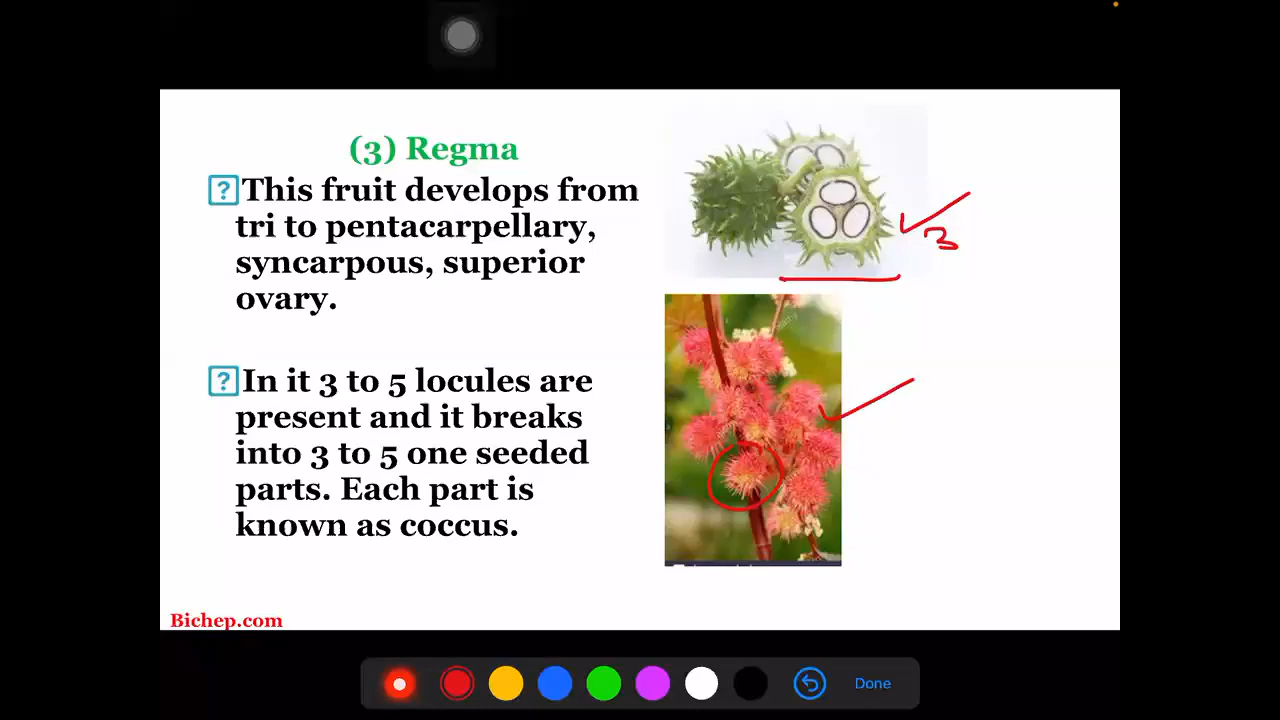 (3) Regma
This fruit develops from
tri to pentacarpellary,
syncarpous, superior
ovary.
In it 3 to 5 locules are
present and it breaks
into 3 to 5 one seeded
parts. Each part is
known as coccus.
3
Bichep.com
Done